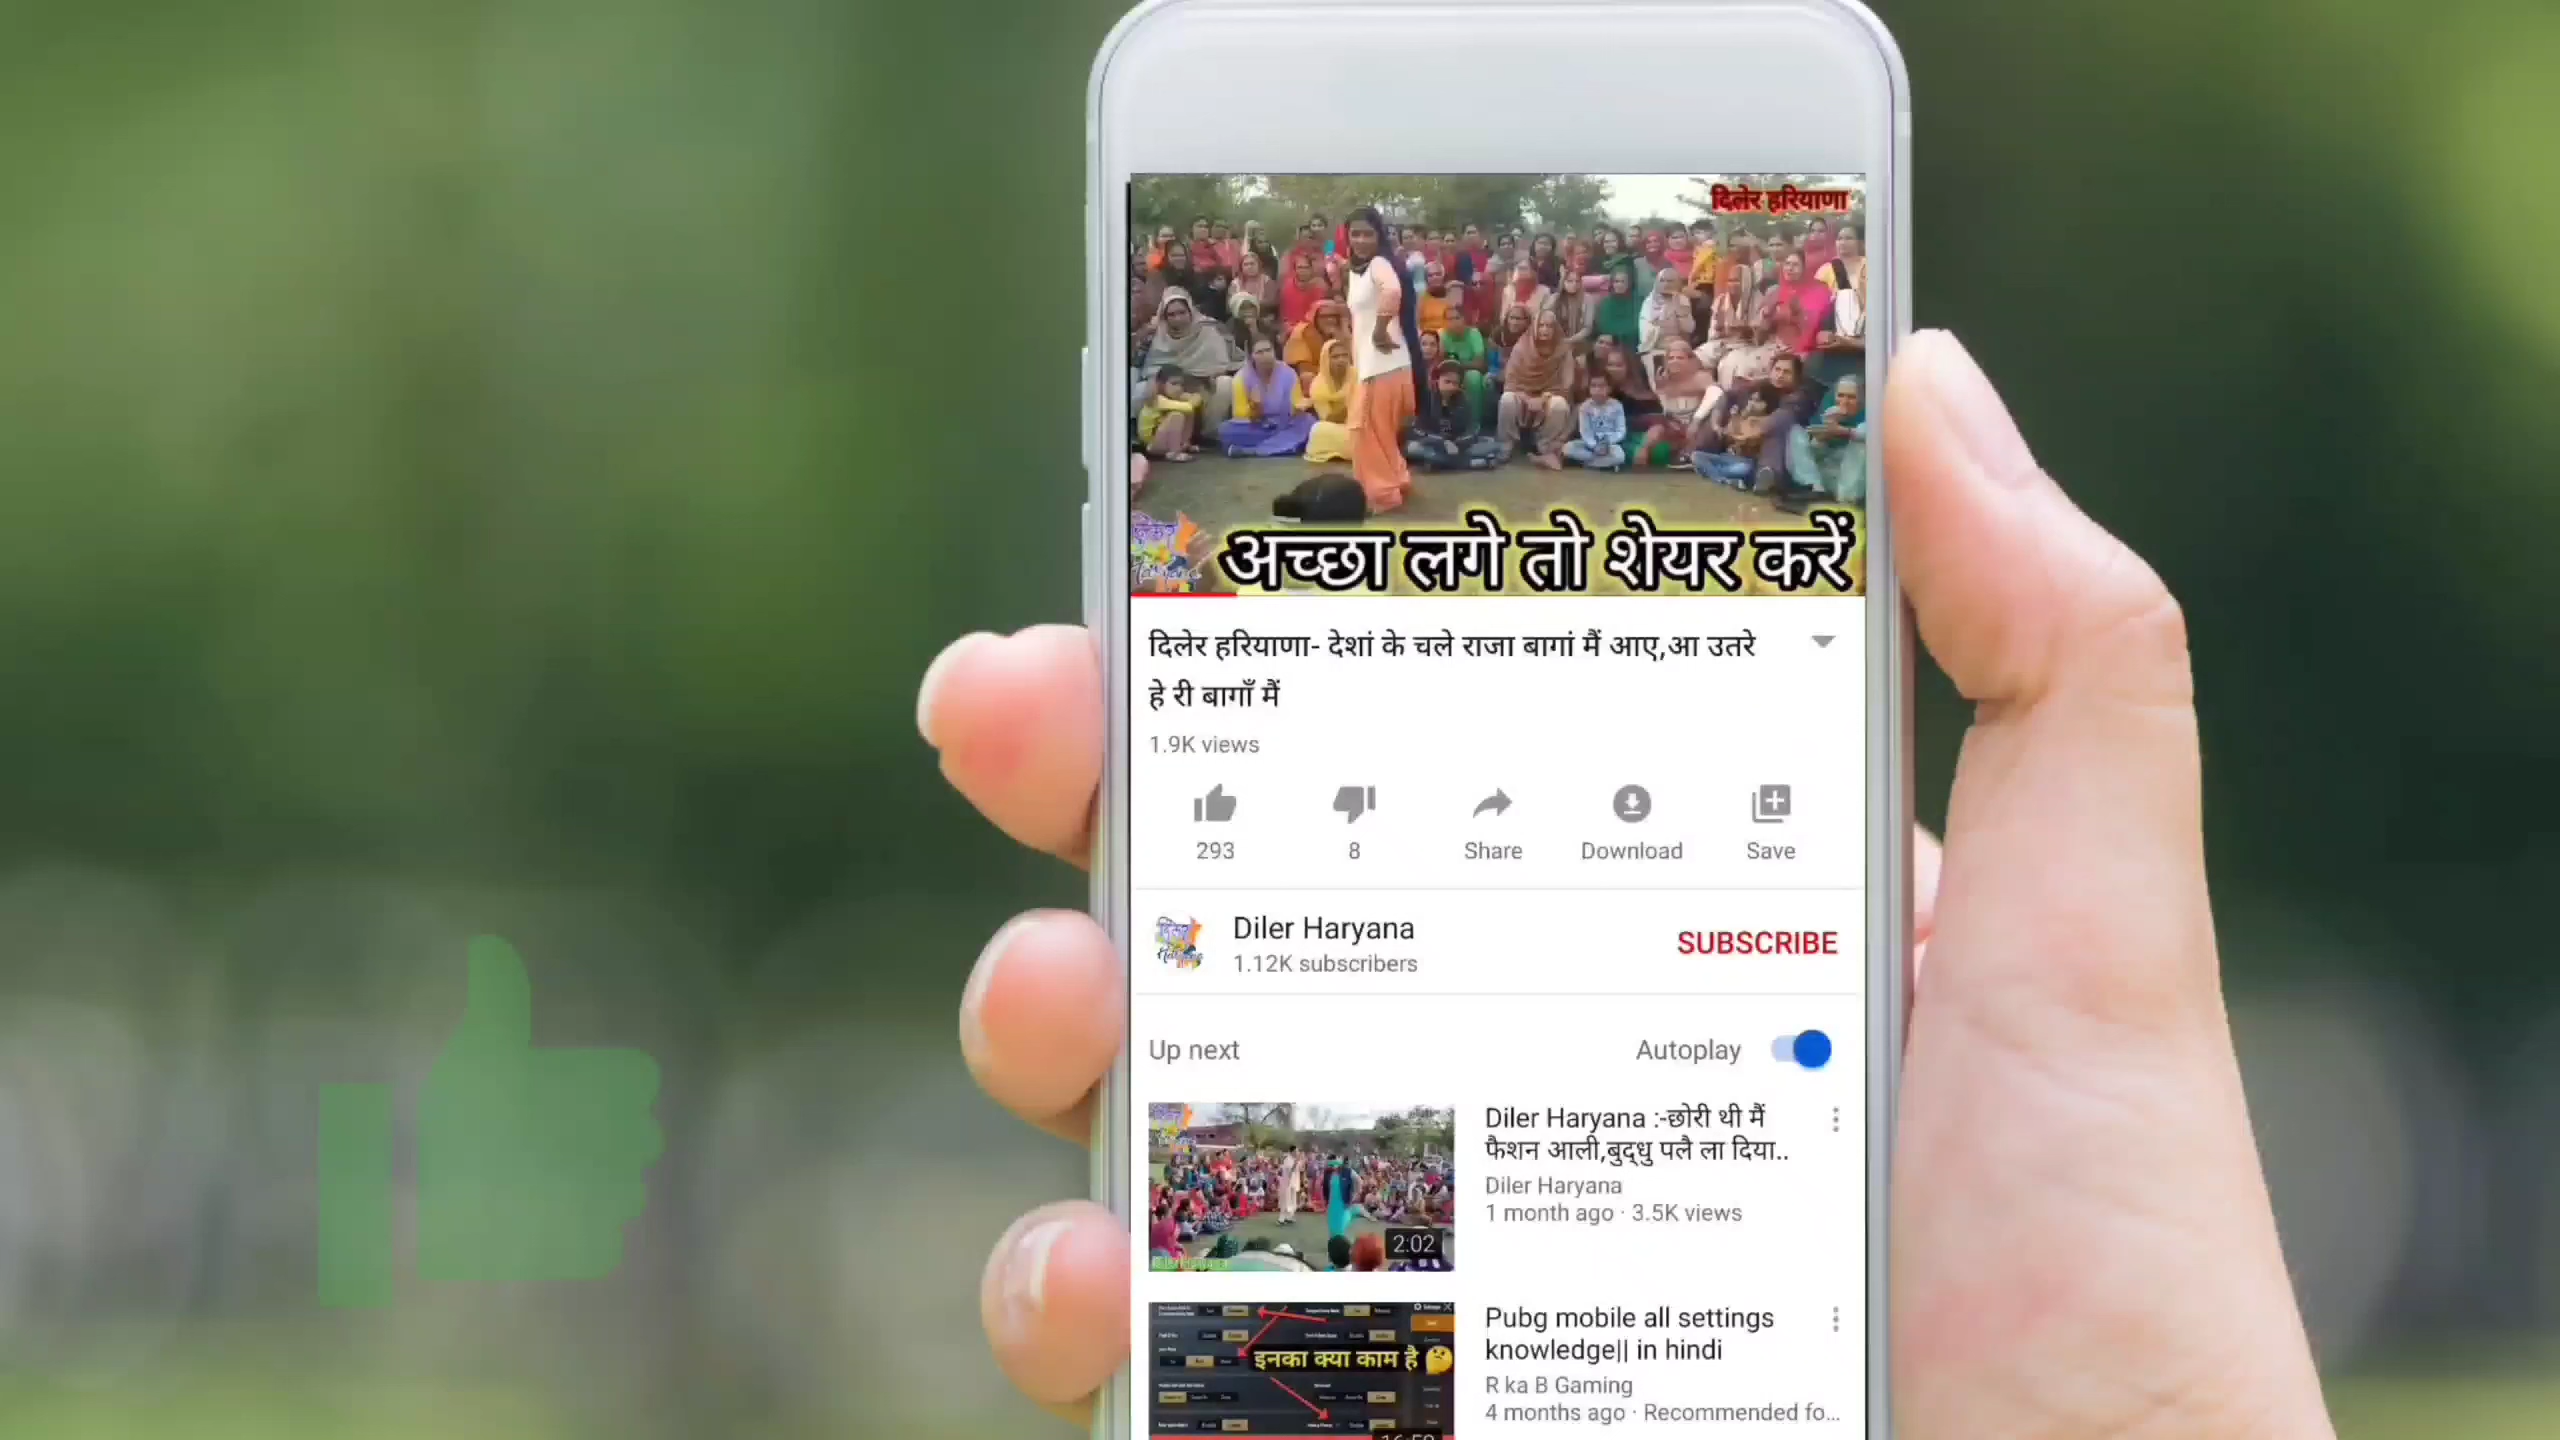 दिलेर हरियाणा
अच्छा लगे तो शेयर करें
दिलेर हरियाणा- देशां के चले राजा बागां मैं आए,आ उतरे
हे री बागाँ मैं
1.9K views
293
8
Share
Download
Save
Diler Haryana
1.12K subscribers
SUBSCRIBE
Up next
Autoplay
Diler Haryana :-छोरी थी मैं
फैशन आली,बुद्धु पलै ला दिया..
Diler Haryana
1 month ago · 3.5K views
2:02
Pubg mobile all settings
knowledge|| in hindi
इनका क्या काम है
R ka B Gaming
4 months ago · Recommended fo...